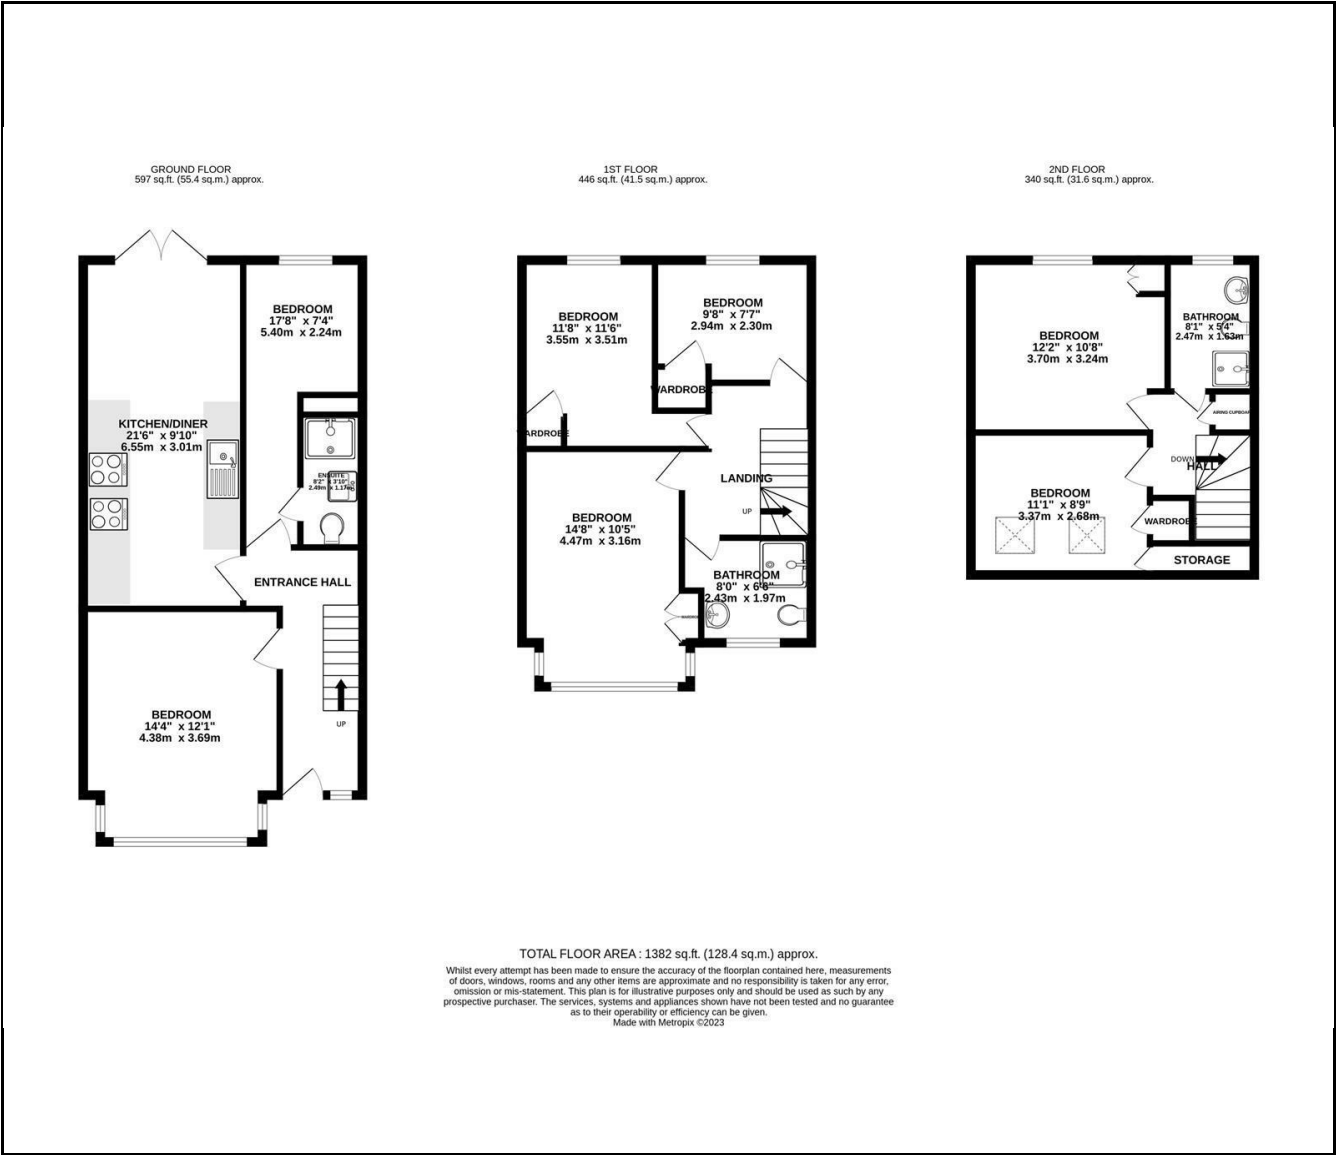 GROUND FLOOR
597 sq.ft. (55.4 sq.m.) approx.
BEDROOM
17'8" x 7'4"
5.40m x 2.24m
KITCHEN/DINER
21'6" x 9'10"
6.55m x 3.01m
ENSUITE
8'2" x 3'10"
2.49m x 1.17m
ENTRANCE HALL
BEDROOM
14'4" x 12'1"
4.38m x 3.69m
UP
1ST FLOOR
446 sq.ft. (41.5 sq.m.) approx.
BEDROOM
11'8" x 11'6"
3.55m x 3.51m
BEDROOM
9'8" x 7'7"
2.94m x 2.30m
WARDROBE
WARDROBE
LANDING
UP
BEDROOM
14'8" x 10'5"
4.47m x 3.16m
BATHROOM
8'0" x 6'6"
2.43m x 1.97m
2ND FLOOR
340 sq.ft. (31.6 sq.m.) approx.
BEDROOM
12'2" x 10'8"
3.70m x 3.24m
BATHROOM
8'1" x 5'4"
2.47m x 1.63m
AIRING CUPBOARD
DOWN
HALL
BEDROOM
11'1" x 8'9"
3.37m x 2.68m
WARDROBE
STORAGE
TOTAL FLOOR AREA : 1382 sq.ft. (128.4 sq.m.) approx.
Whilst every attempt has been made to ensure the accuracy of the floorplan contained here, measurements
of doors, windows, rooms and any other items are approximate and no responsibility is taken for any error,
omission or mis-statement. This plan is for illustrative purposes only and should be used as such by any
prospective purchaser. The services, systems and appliances shown have not been tested and no guarantee
as to their operability or efficiency can be given.
Made with Metropix ©2023